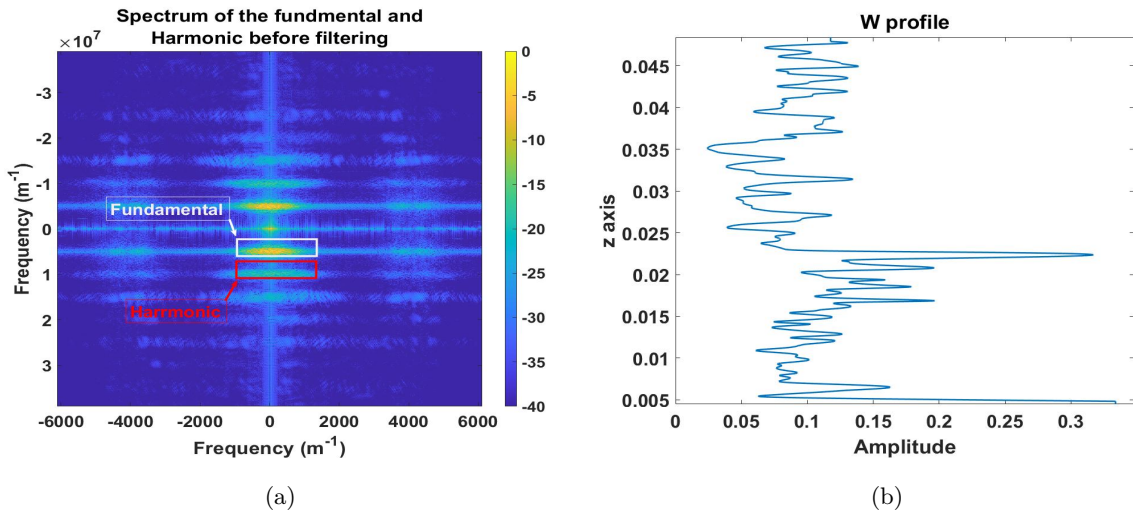 Spectrum of the fundmental and
Harmonic before filtering
×10⁷
-3
-2
-1
0
1
2
3
Frequency (m⁻¹)
Fundamental
Harrmonic
-6000 -4000 -2000 0 2000 4000 6000
Frequency (m⁻¹)
0
-5
-10
-15
-20
-25
-30
-35
-40
(a)
W profile
0.045
0.04
0.035
0.03
0.025
0.02
0.015
0.01
0.005
z axis
0 0.05 0.1 0.15 0.2 0.25 0.3
Amplitude
(b)